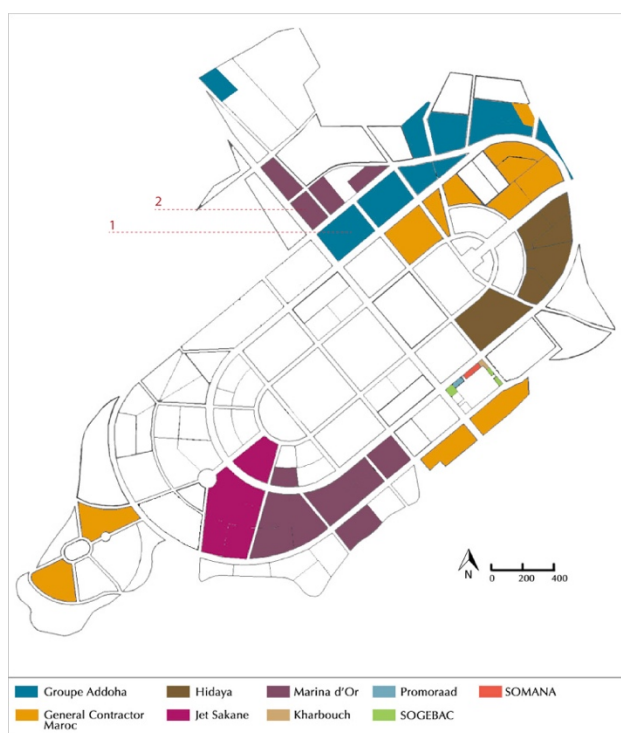 2
1
N
0 200 400
Groupe Addoha
Hidaya
Marina d'Or
Promoraad
SOMANA
General Contractor
Maroc
Jet Sakane
Kharbouch
SOGEBAC